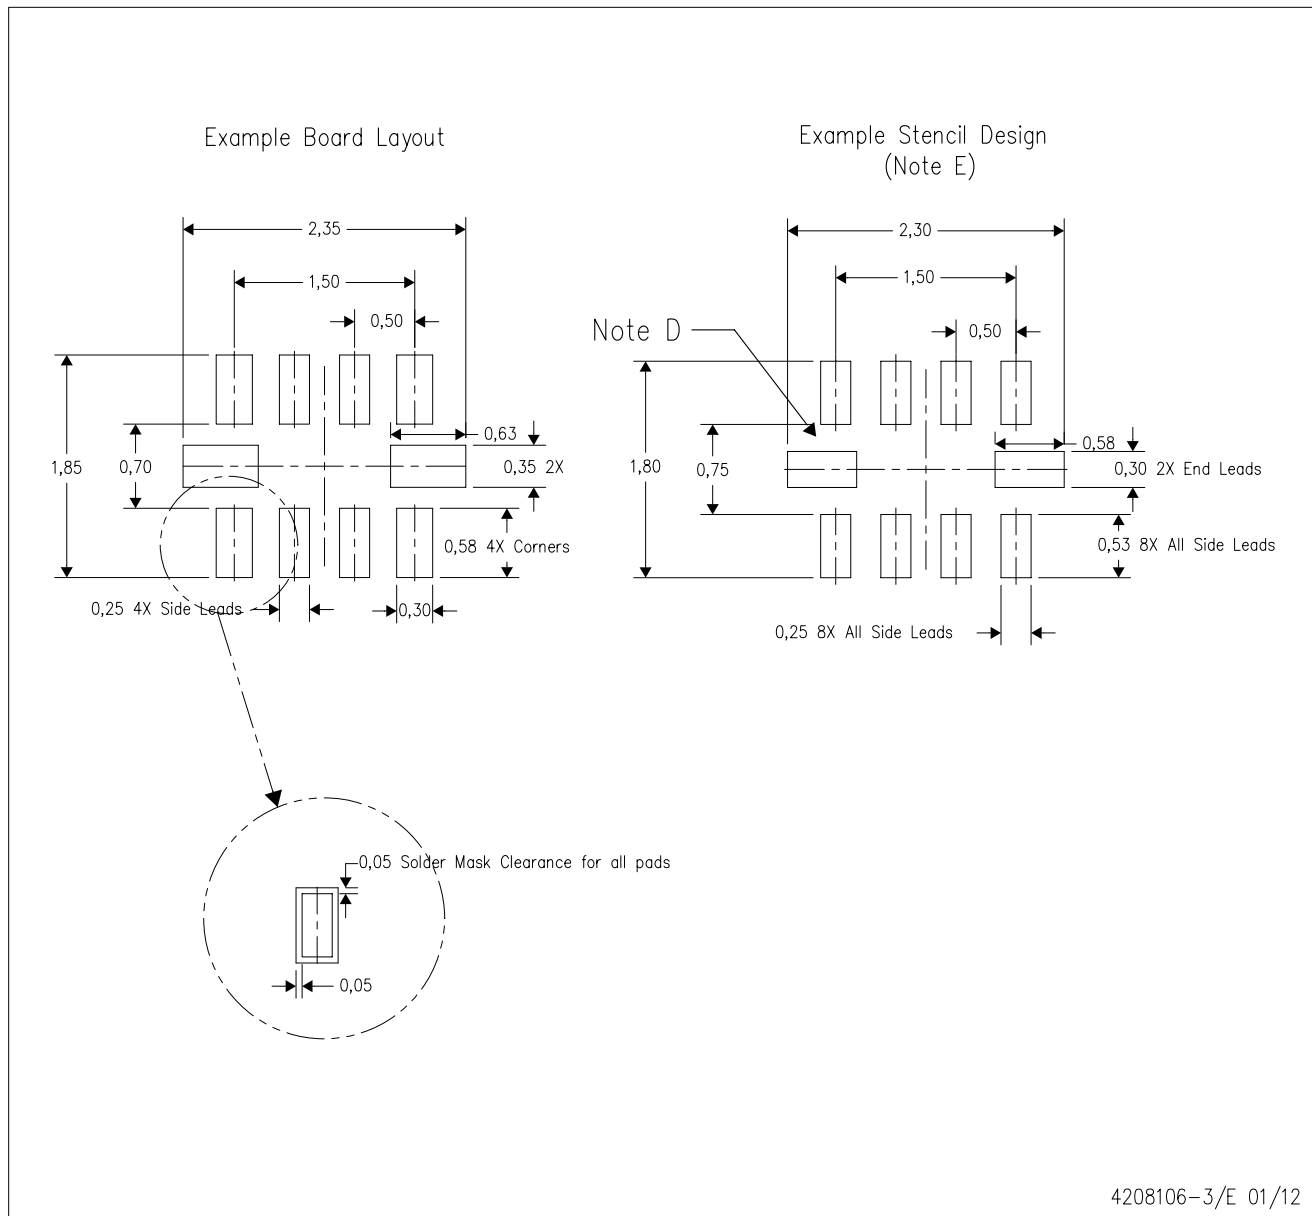 Example Board Layout
2,35
1,50
0,50
1,85
0,70
0,63
0,35 2X
0,58 4X Corners
0,25 4X Side Leads
0,30
0,05 Solder Mask Clearance for all pads
0,05
Example Stencil Design
(Note E)
2,30
1,50
0,50
Note D
1,80
0,75
0,58
0,30 2X End Leads
0,53 8X All Side Leads
0,25 8X All Side Leads
4208106-3/E 01/12